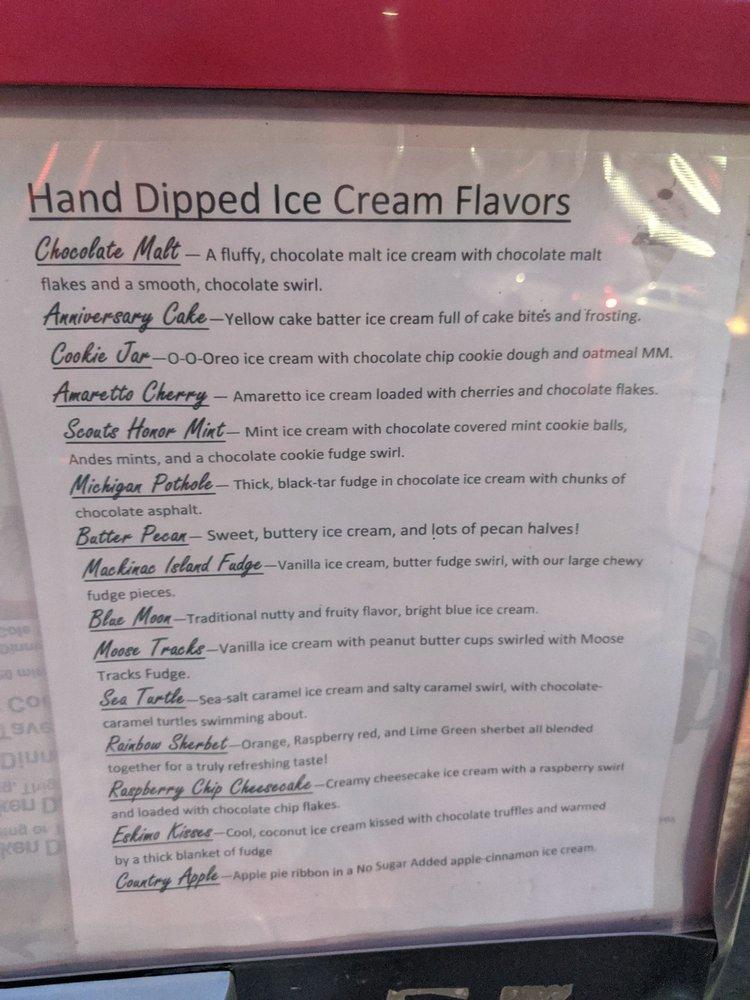 Hand Dipped Ice Cream Flavors
Chocolate Malt — A fluffy, chocolate malt ice cream with chocolate malt
flakes and a smooth, chocolate swirl.
Anniversary Cake—Yellow cake batter ice cream full of cake bites and frosting.
Cookie Jar—O-O-Oreo ice cream with chocolate chip cookie dough and oatmeal MM.
Amaretto Cherry — Amaretto ice cream loaded with cherries and chocolate flakes.
Scouts Honor Mint— Mint ice cream with chocolate covered mint cookie balls,
Andes mints, and a chocolate cookie fudge swirl.
Michigan Pothole— Thick, black-tar fudge in chocolate ice cream with chunks of
chocolate asphalt.
Butter Pecan— Sweet, buttery ice cream, and lots of pecan halves!
Mackinac Island Fudge—Vanilla ice cream, butter fudge swirl, with our large chewy
fudge pieces.
Blue Moon—Traditional nutty and fruity flavor, bright blue ice cream.
Moose Tracks—Vanilla ice cream with peanut butter cups swirled with Moose
Tracks Fudge.
Sea Turtle—Sea-salt caramel ice cream and salty caramel swirl, with chocolate-
caramel turtles swimming about.
Rainbow Sherbet—Orange, Raspberry red, and Lime Green sherbet all blended
together for a truly refreshing taste!
Raspberry Chip Cheesecake—Creamy cheesecake ice cream with a raspberry swirl
and loaded with chocolate chip flakes.
Eskimo Kisses—Cool, coconut ice cream kissed with chocolate truffles and warmed
by a thick blanket of fudge
Country Apple—Apple pie ribbon in a No Sugar Added apple-cinnamon ice cream.